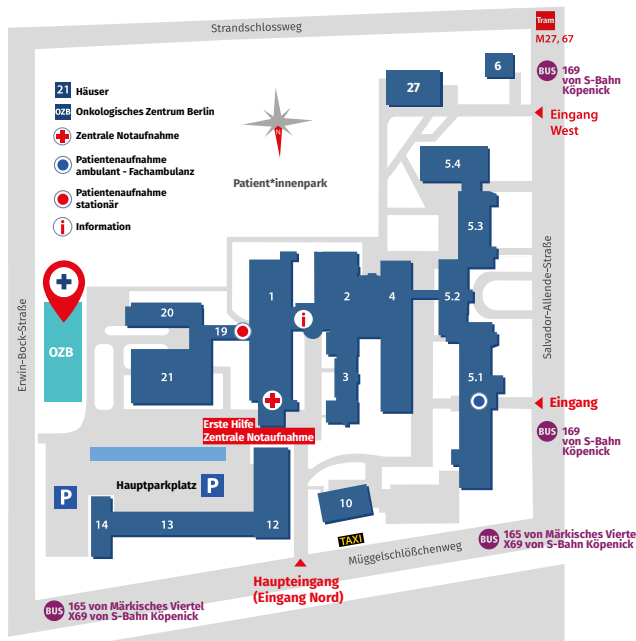 Strandschlossweg
Tram
M27, 67
BUS 169
von S-Bahn
Köpenick
6
27
Eingang
West
21 Häuser
OZB Onkologisches Zentrum Berlin
Zentrale Notaufnahme
Patientenaufnahme
ambulant - Fachambulanz
Patientenaufnahme
stationär
i Information
N
Patient*innenpark
5.4
5.3
5.2
5.1
Salvador-Allende-Straße
Erwin-Bock-Straße
OZB
20
19
21
1
i
2
4
3
Eingang
BUS 169
von S-Bahn
Köpenick
Erste Hilfe
Zentrale Notaufnahme
P
Hauptparkplatz P
14
13
12
10
TAXI
Müggelschlößchenweg
BUS 165 von Märkisches Vierte
X69 von S-Bahn Köpenick
Haupteingang
(Eingang Nord)
BUS 165 von Märkisches Viertel
X69 von S-Bahn Köpenick